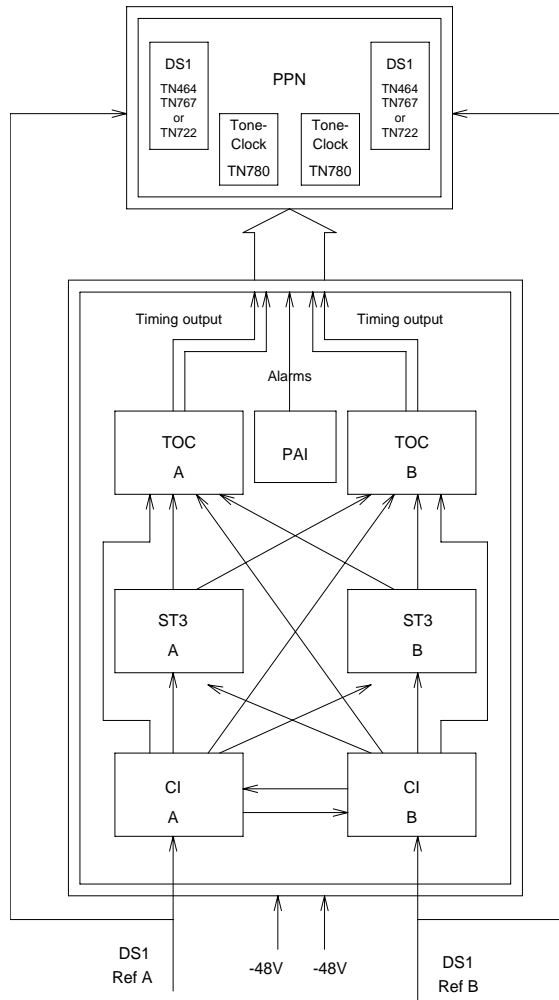 DS1
TN464
TN767
or
TN722
PPN
DS1
TN464
TN767
or
TN722
Tone-
Clock
TN780
Tone-
Clock
TN780
Timing output
Timing output
Alarms
TOC
A
PAI
TOC
B
ST3
A
ST3
B
CI
A
CI
B
DS1
Ref A
-48V
-48V
DS1
Ref B